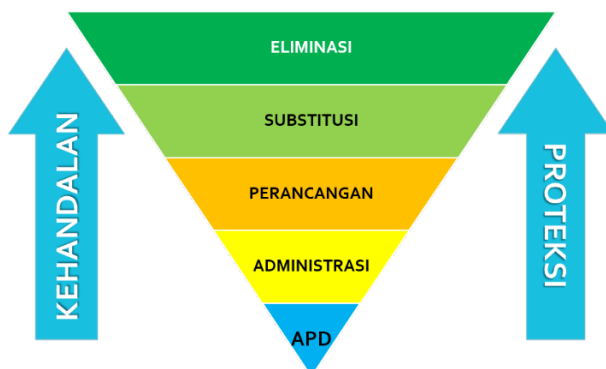 ELIMINASI
SUBSTITUSI
PERANCANGAN
ADMINISTRASI
APD
KEHANDALAN
PROTEKSI